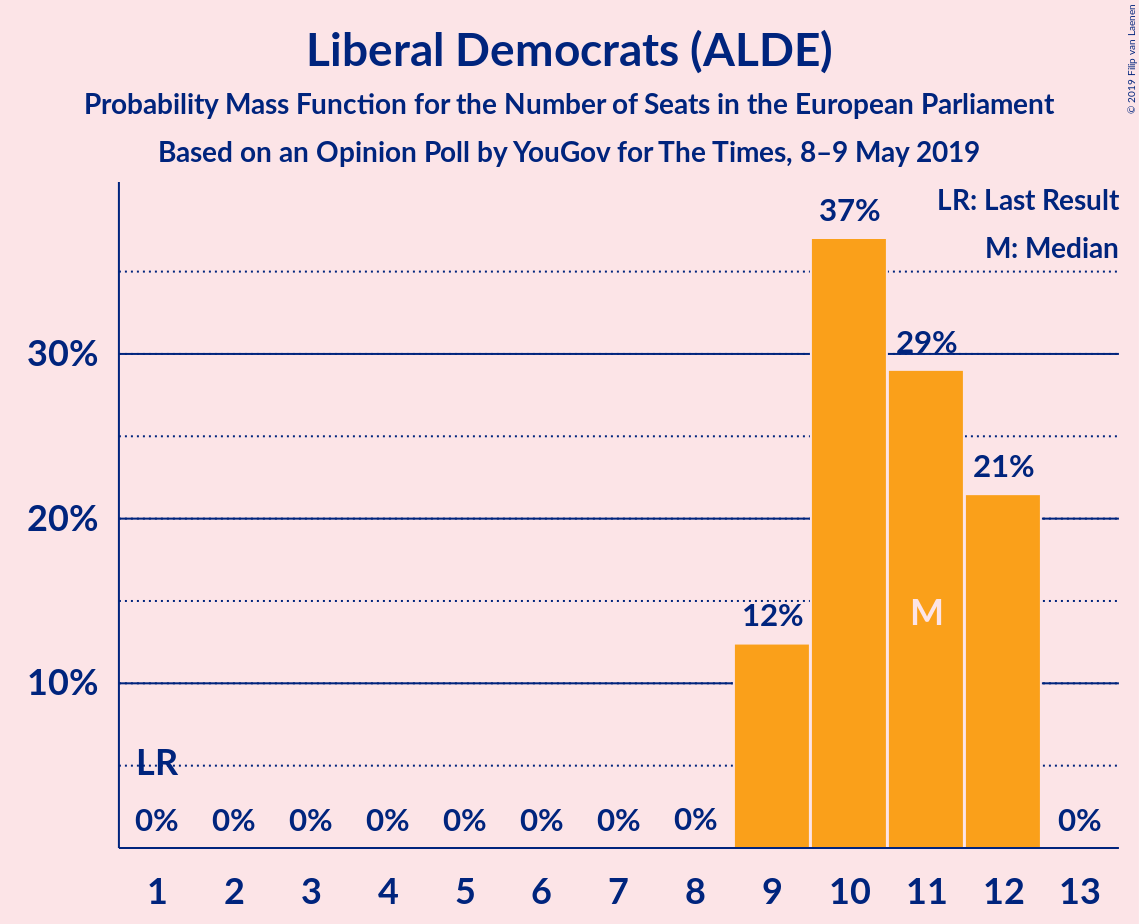 Liberal Democrats (ALDE)
Probability Mass Function for the Number of Seats in the European Parliament
Based on an Opinion Poll by YouGov for The Times, 8–9 May 2019
© 2019 Filip van Laenen
LR: Last Result
M: Median
37%
30%
29%
21%
20%
12%
M
10%
LR
0% 0% 0% 0% 0% 0% 0% 0% 0%
1 2 3 4 5 6 7 8 9 10 11 12 13